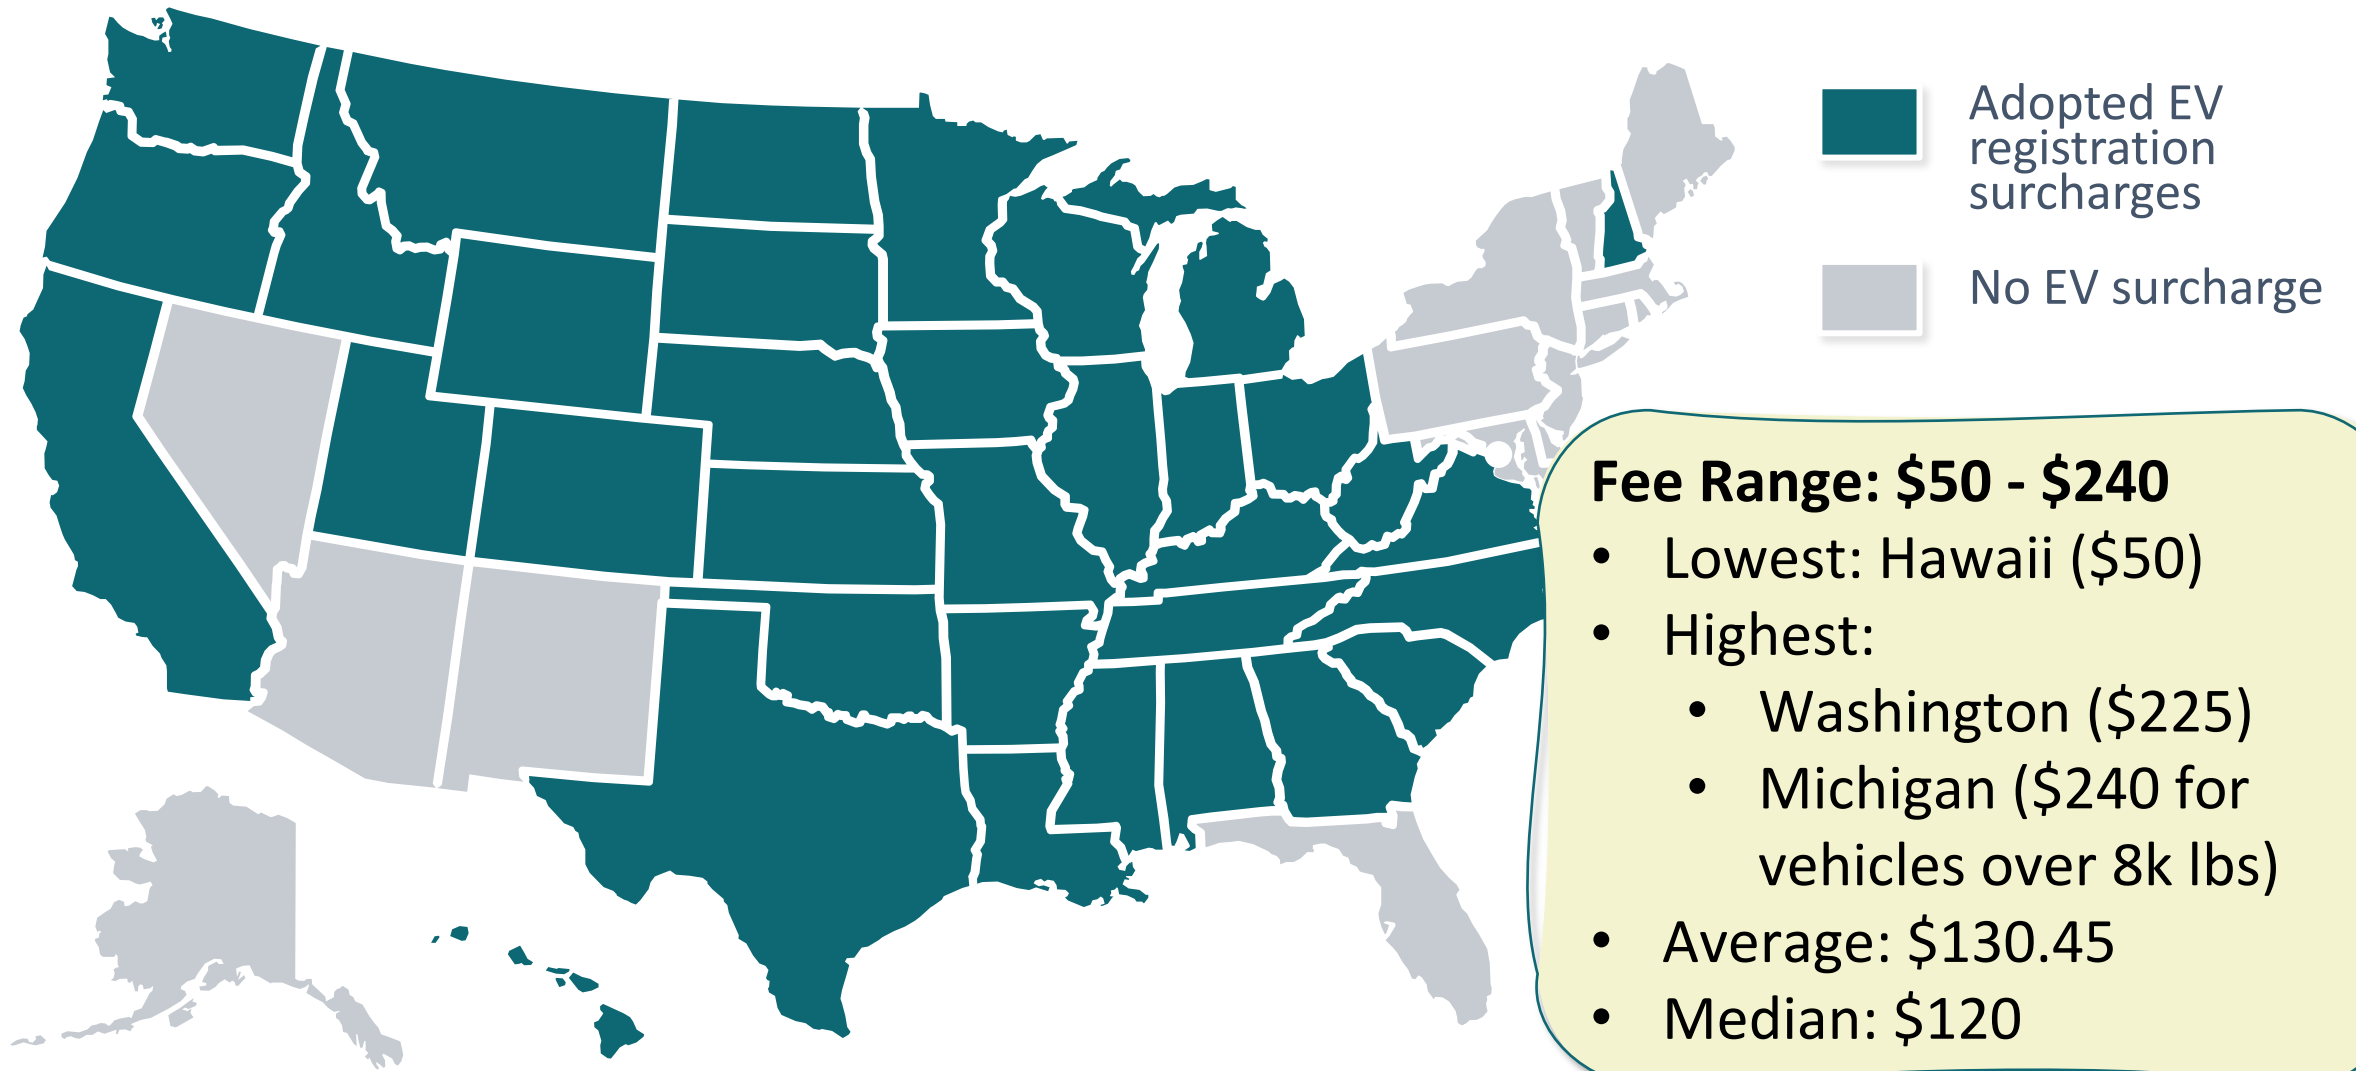 Adopted EV
registration
surcharges
No EV surcharge
Fee Range: $50 - $240
• Lowest: Hawaii ($50)
• Highest:
• Washington ($225)
• Michigan ($240 for
vehicles over 8k lbs)
• Average: $130.45
• Median: $120